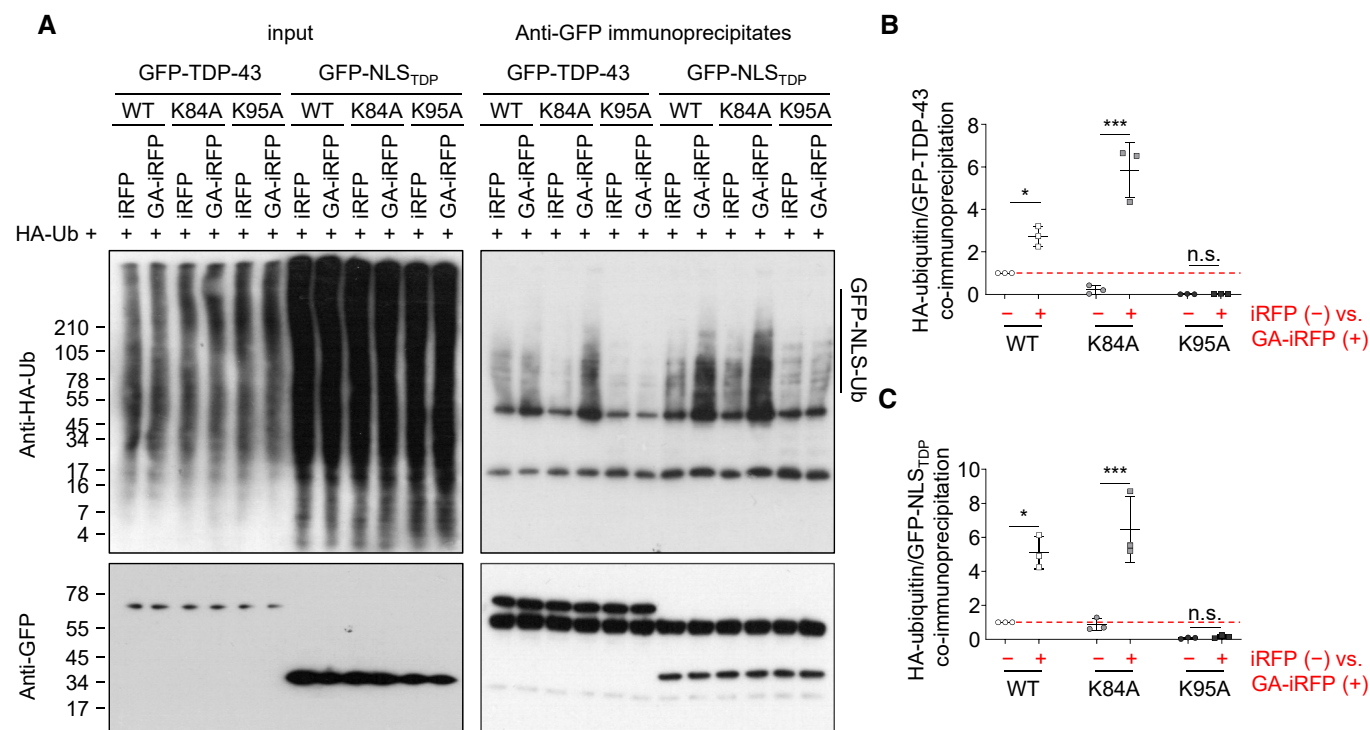 A
input
Anti-GFP immunoprecipitates
GFP-TDP-43 GFP-NLSTDP
GFP-TDP-43 GFP-NLSTDP
WT K84A K95A WT K84A K95A
WT K84A K95A WT K84A K95A
iRFP GA-iRFP iRFP GA-iRFP iRFP GA-iRFP iRFP GA-iRFP iRFP GA-iRFP iRFP GA-iRFP
iRFP GA-iRFP iRFP GA-iRFP iRFP GA-iRFP iRFP GA-iRFP iRFP GA-iRFP iRFP GA-iRFP
HA-Ub + + + + + + + + + + + + +
+ + + + + + + + + + + +
Anti-HA-Ub
210
105
78
55
45
34
17
16
7
4
GFP-NLS-Ub
Anti-GFP
78
55
45
34
17
B
HA-ubiquitin/GFP-TDP-43
co-immunoprecipitation
8
6
4
2
0
*
***
n.s.
− + − + − +
iRFP (−) vs.
GA-iRFP (+)
WT K84A K95A
C
HA-ubiquitin/GFP-NLSTDP
co-immunoprecipitation
10
8
6
4
2
0
*
***
n.s.
− + − + − +
iRFP (−) vs.
GA-iRFP (+)
WT K84A K95A